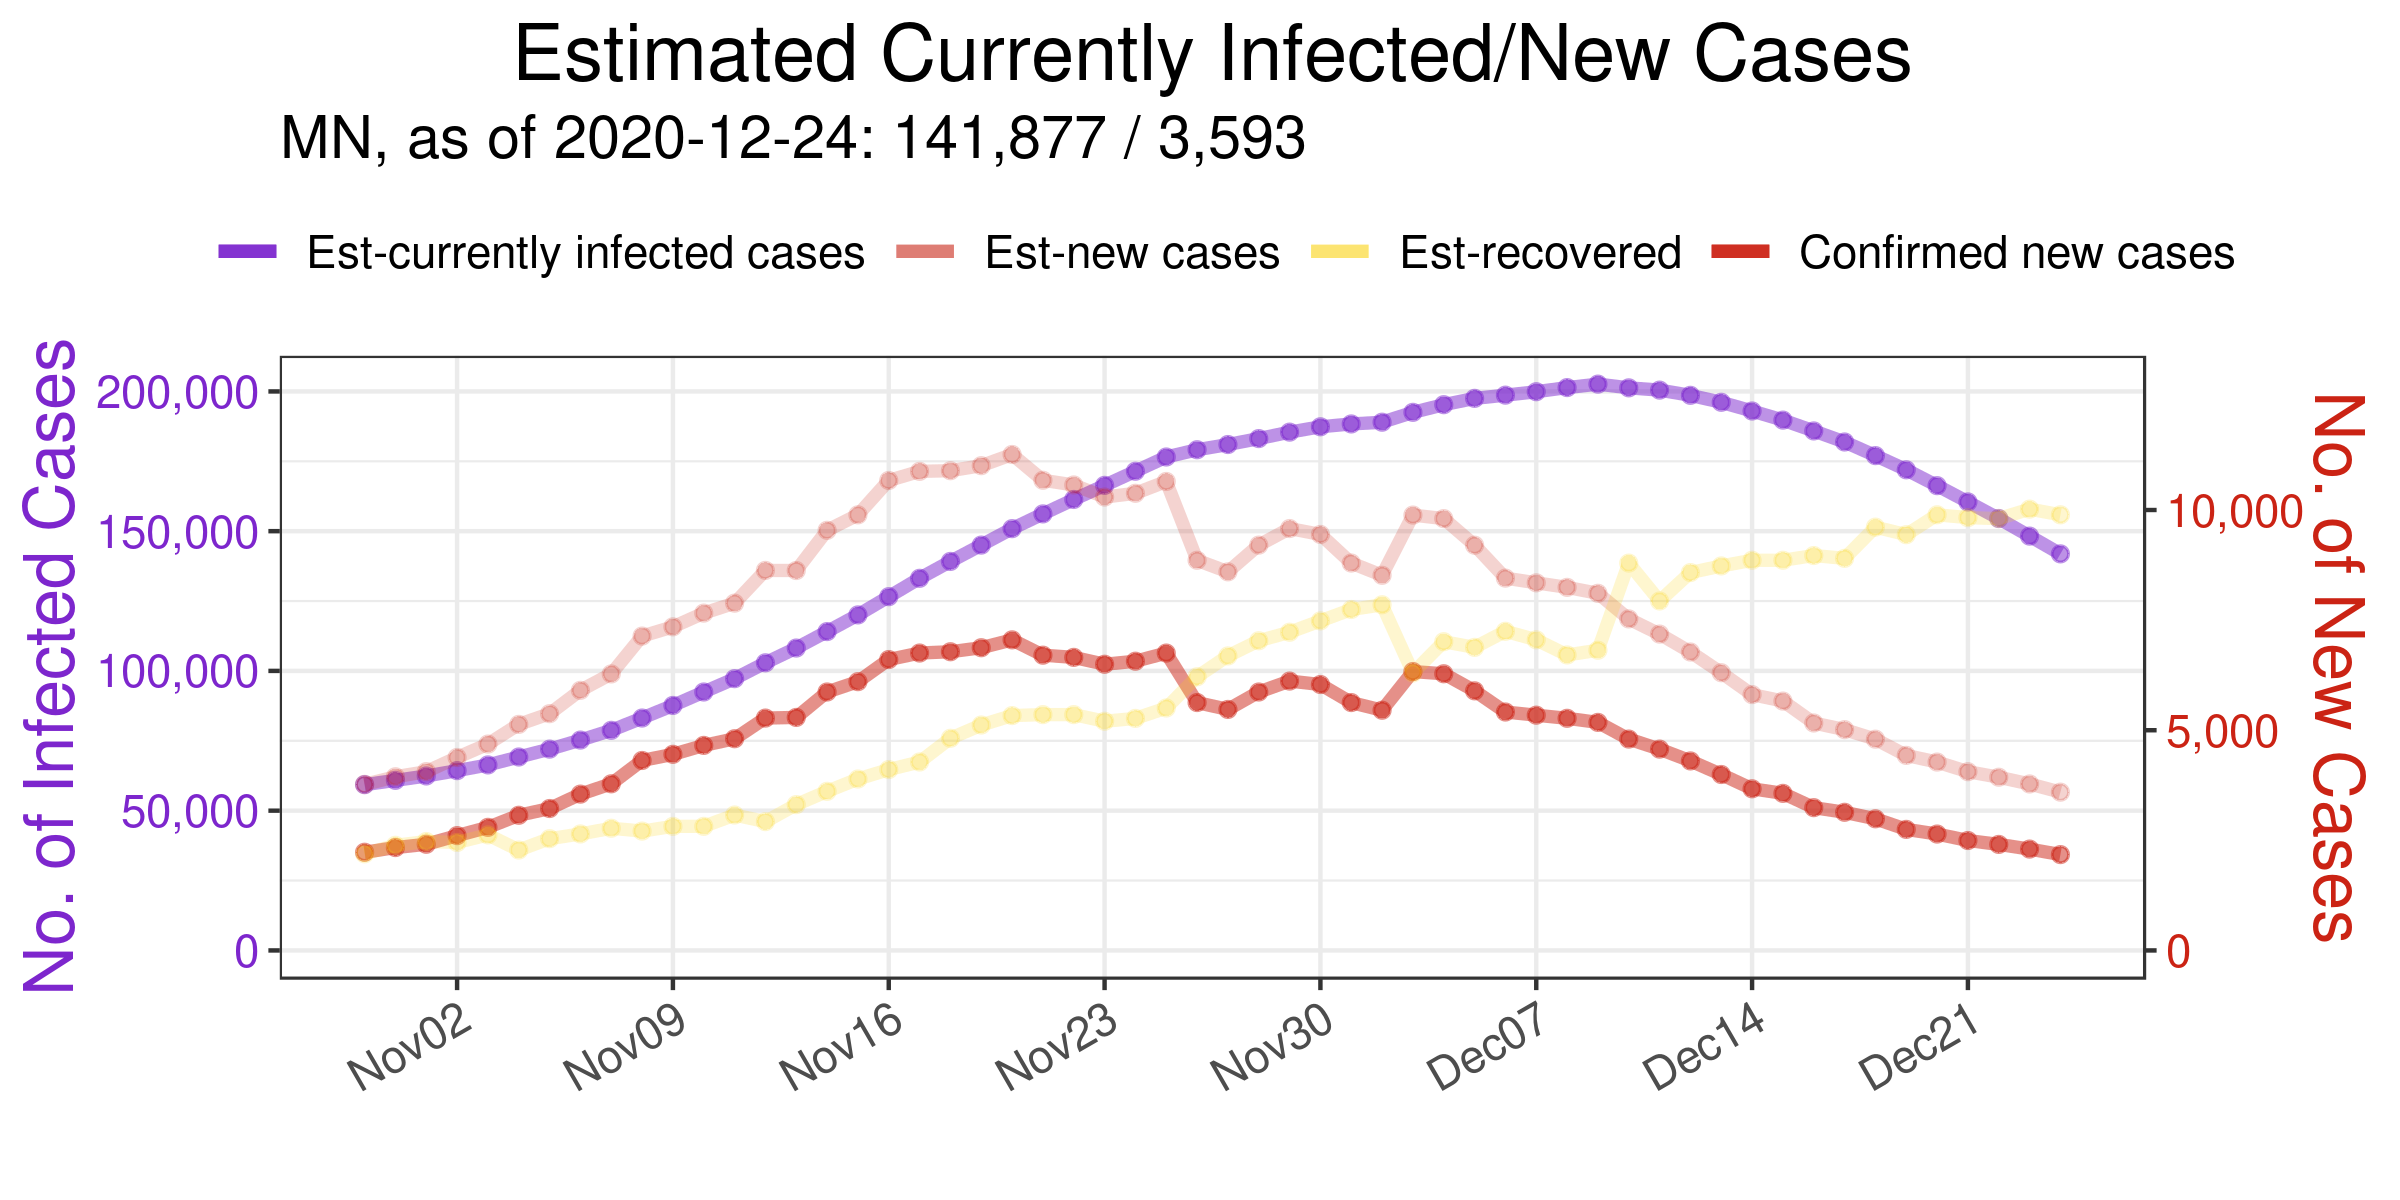 Estimated Currently Infected/New Cases
MN, as of 2020-12-24: 141,877 / 3,593
Est-currently infected cases Est-new cases Est-recovered Confirmed new cases
No. of Infected Cases
200,000
150,000
100,000
50,000
0
10,000
5,000
0
No. of New Cases
Nov02 Nov09 Nov16 Nov23 Nov30 Dec07 Dec14 Dec21